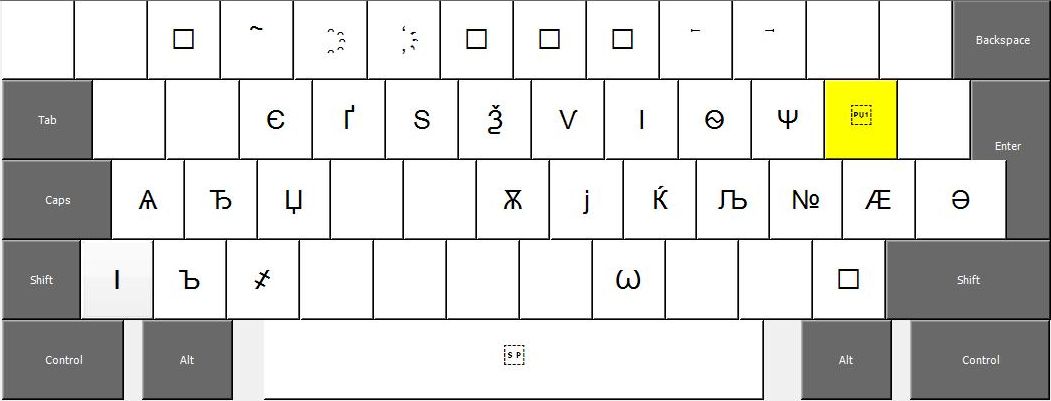 □ ~ ҈ ҉ □ □ □ ← → Backspace
Tab Є Ґ Ѕ Ѯ Ѵ І Ѳ Ѱ PU1 Enter
Caps Ѧ Ђ Џ Ѫ ј Ќ Љ № Ӕ Ә
Shift І Ъ ҂ Ѡ □ Shift
Control Alt SP Alt Control